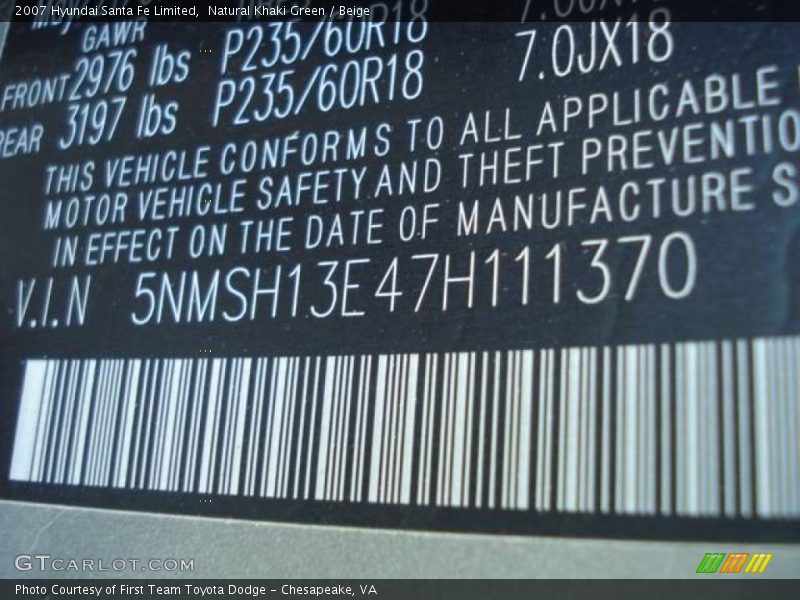 2007 Hyundai Santa Fe Limited, Natural Khaki Green / Beige
GAWR
FRONT 2976 lbs P235/60R18 7.0JX18
REAR 3197 lbs P235/60R18
THIS VEHICLE CONFORMS TO ALL APPLICABLE
MOTOR VEHICLE SAFETY AND THEFT PREVENTIO
IN EFFECT ON THE DATE OF MANUFACTURE S
V.I.N 5NMSH13E47H111370
GTCARLOT.COM
Photo Courtesy of First Team Toyota Dodge - Chesapeake, VA